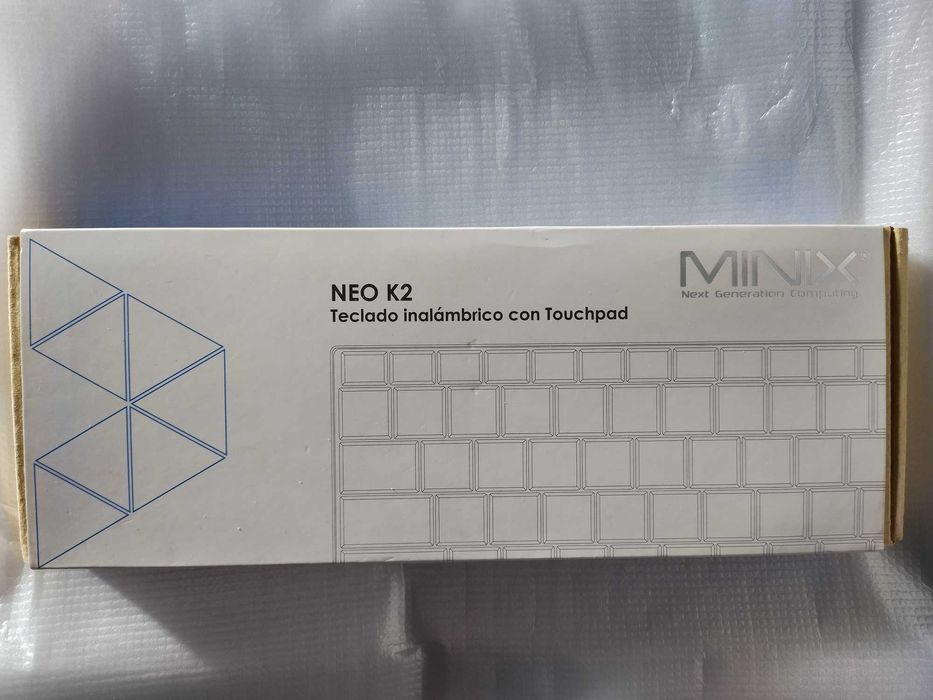 MINIX®
Next Generation Computing
NEO K2
Teclado inalámbrico con Touchpad